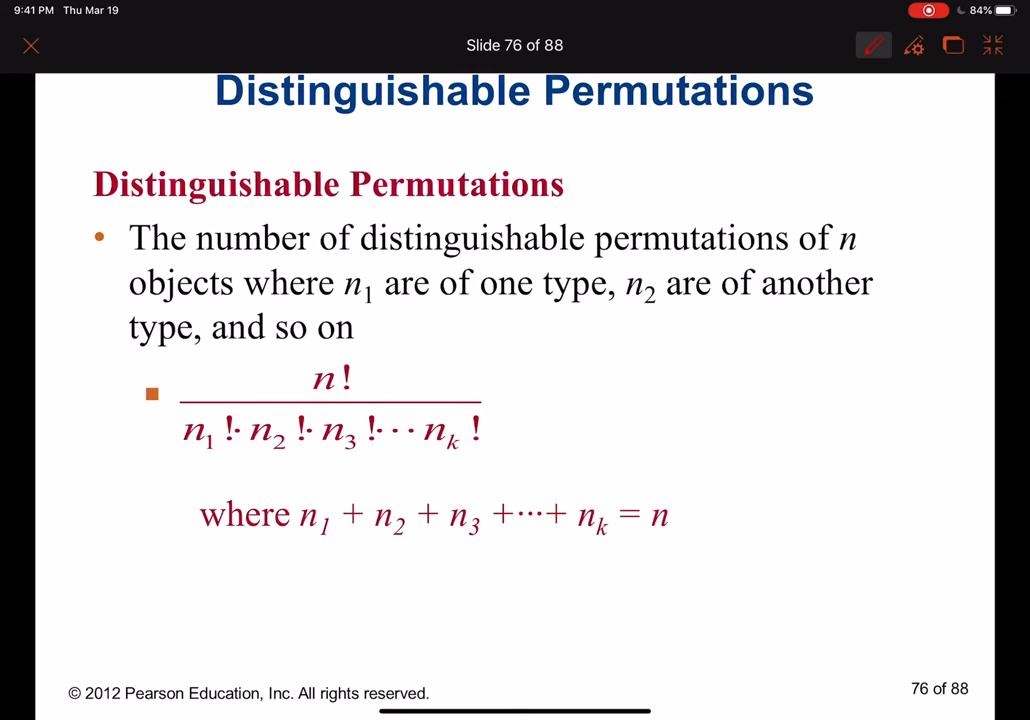 9:41 PM Thu Mar 19 84%
Slide 76 of 88
Distinguishable Permutations
Distinguishable Permutations
• The number of distinguishable permutations of n
objects where n₁ are of one type, n₂ are of another
type, and so on
n!
n₁!·n₂!·n₃!···nₖ!
where n₁ + n₂ + n₃ +···+ nₖ = n
© 2012 Pearson Education, Inc. All rights reserved. 76 of 88